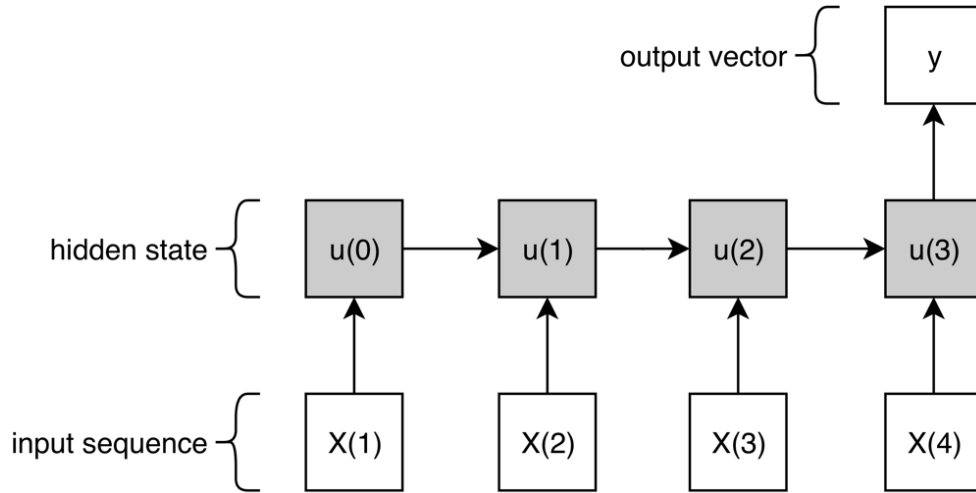 output vector
y
hidden state
u(0)
u(1)
u(2)
u(3)
input sequence
X(1)
X(2)
X(3)
X(4)